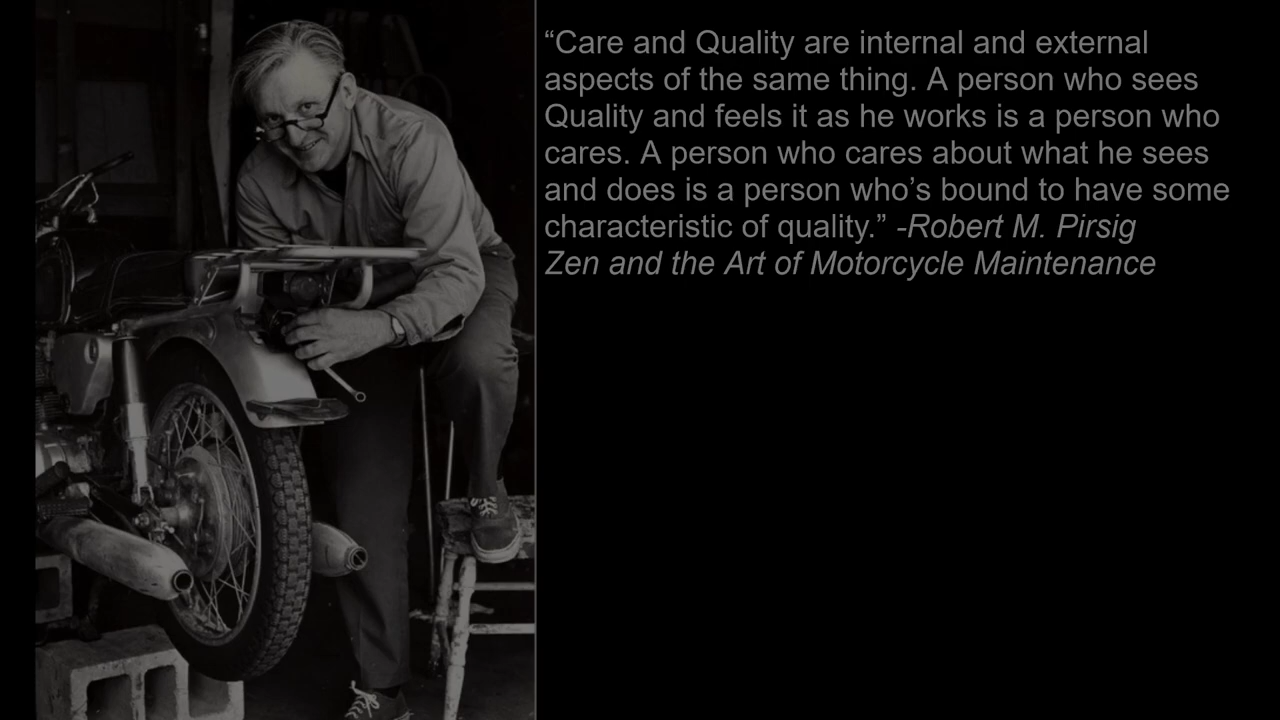 “Care and Quality are internal and external
aspects of the same thing. A person who sees
Quality and feels it as he works is a person who
cares. A person who cares about what he sees
and does is a person who’s bound to have some
characteristic of quality.” -Robert M. Pirsig
Zen and the Art of Motorcycle Maintenance